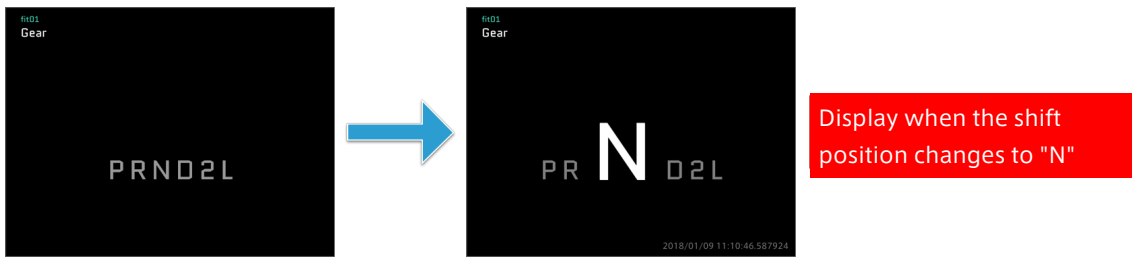 fit01
Gear
PRND2L
fit01
Gear
PR N D2L
2018/01/09 11:10:46.587924
Display when the shift
position changes to "N"